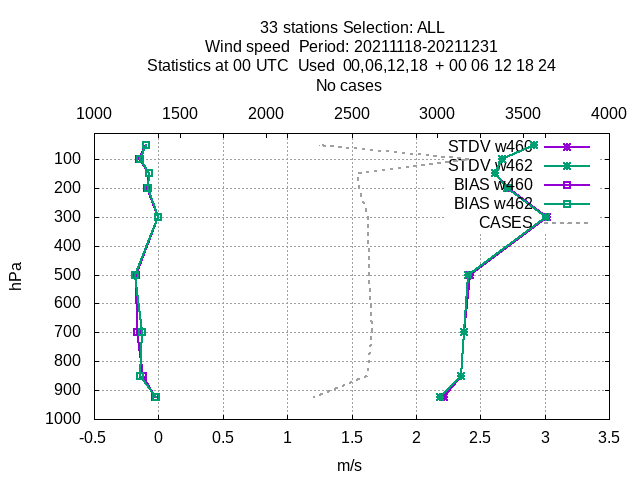 33 stations Selection: ALL
Wind speed  Period: 20211118-20211231
Statistics at 00 UTC  Used  00,06,12,18  + 00 06 12 18 24
No cases
1000 1500 2000 2500 3000 3500 4000
STDV w460
STDV w462
BIAS w460
BIAS w462
CASES
100
200
300
400
500
600
700
800
900
1000
hPa
-0.5 0 0.5 1 1.5 2 2.5 3 3.5
m/s